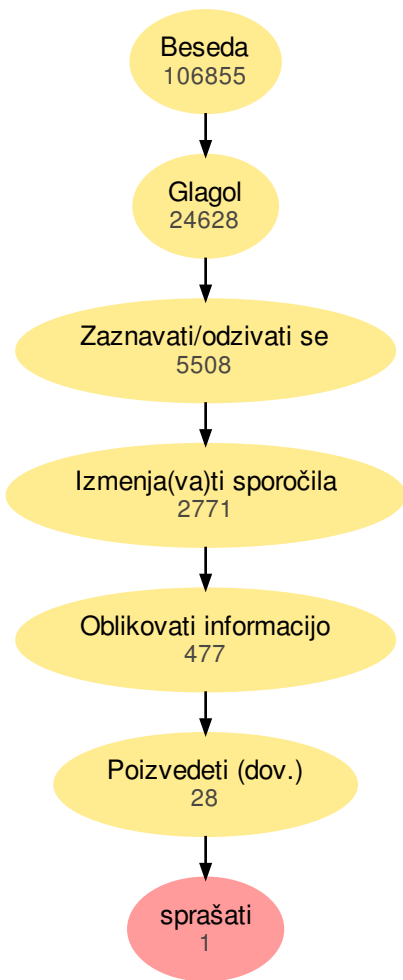 Beseda
106855
Glagol
24628
Zaznavati/odzivati se
5508
Izmenja(va)ti sporočila
2771
Oblikovati informacijo
477
Poizvedeti (dov.)
28
sprašati
1